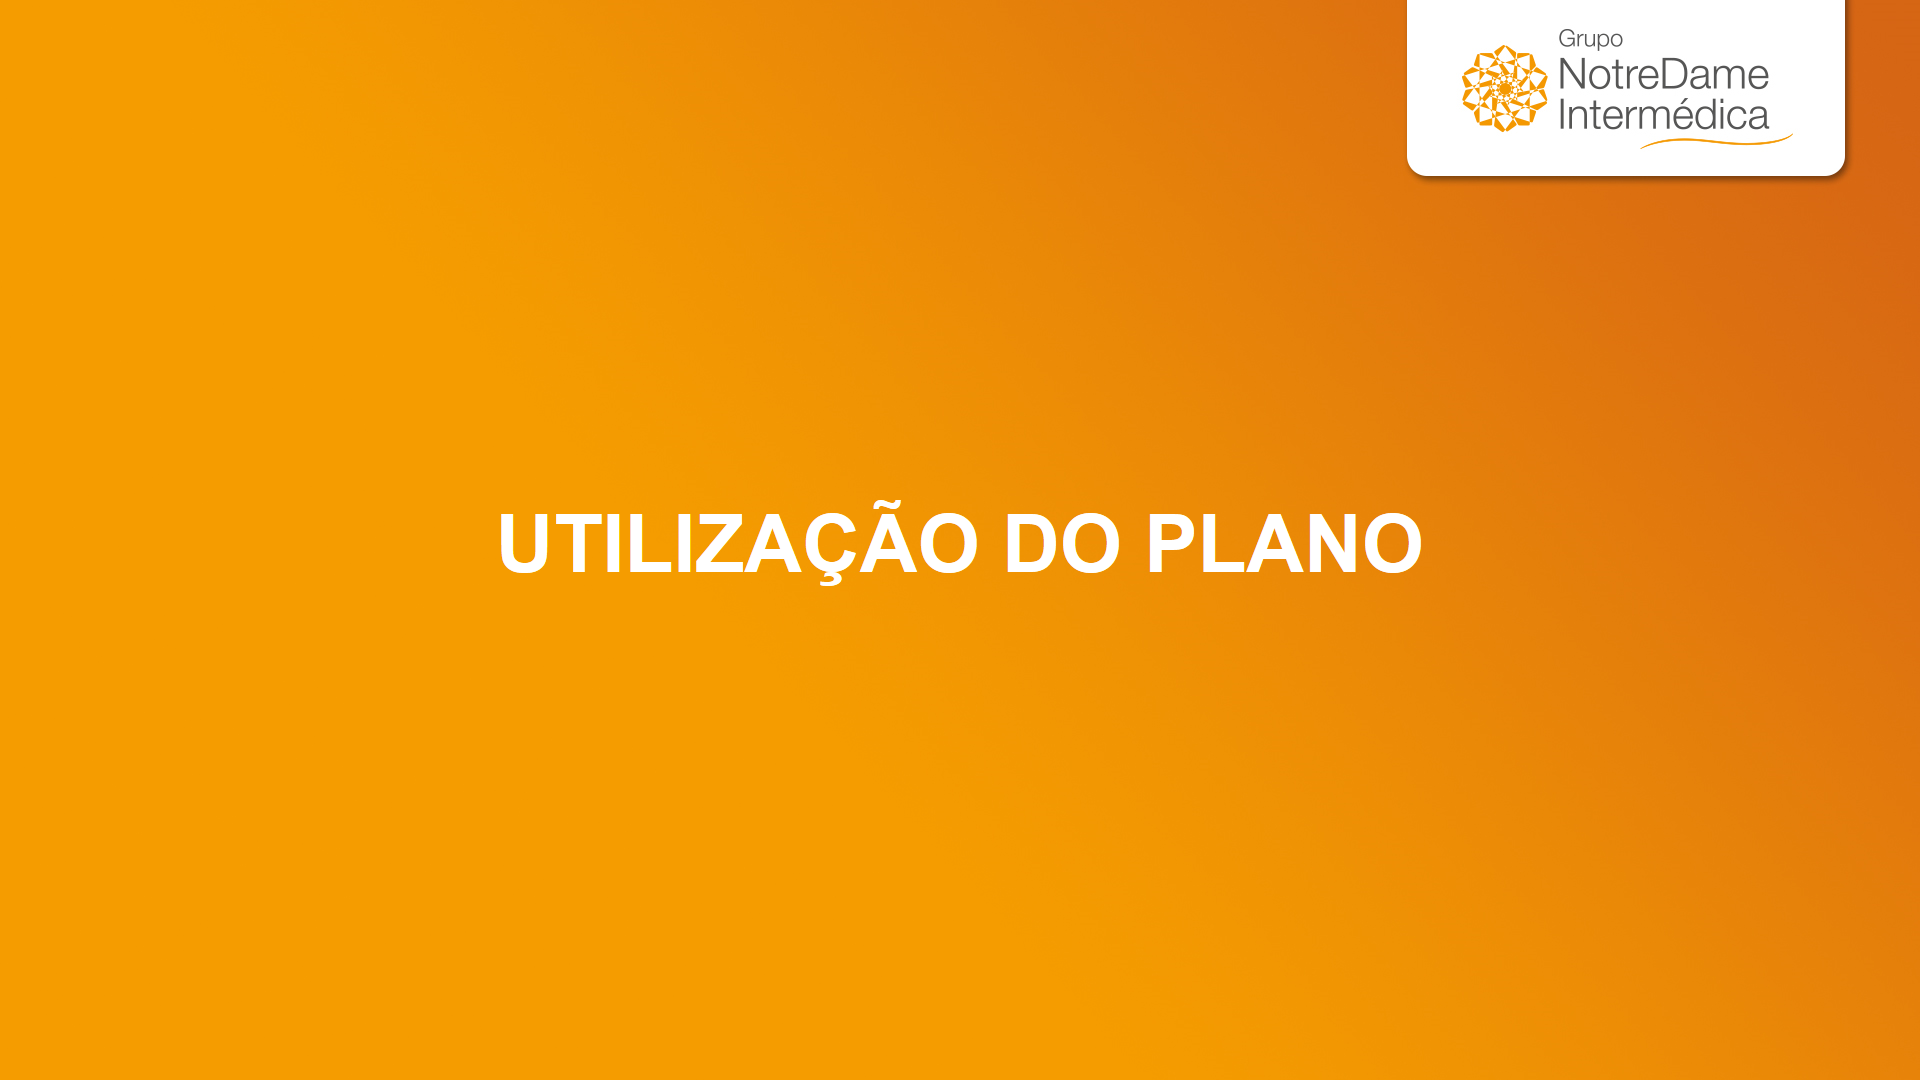 Grupo
NotreDame
Intermédica
UTILIZAÇÃO DO PLANO